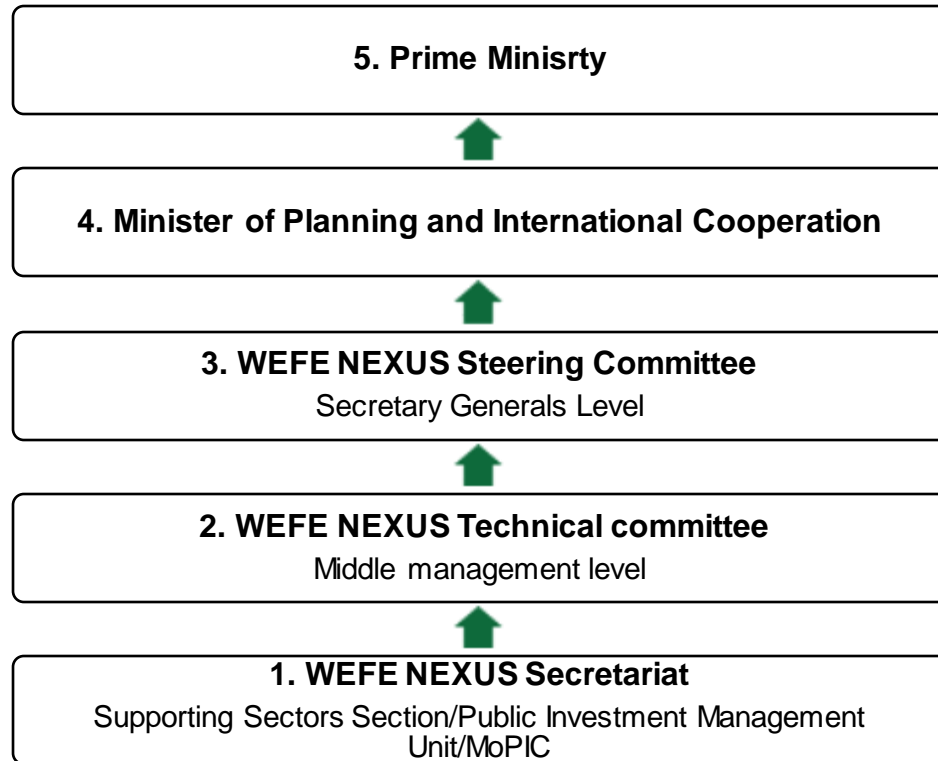 5. Prime Minisrty
4. Minister of Planning and International Cooperation
3. WEFE NEXUS Steering Committee
Secretary Generals Level
2. WEFE NEXUS Technical committee
Middle management level
1. WEFE NEXUS Secretariat
Supporting Sectors Section/Public Investment Management
Unit/MoPIC